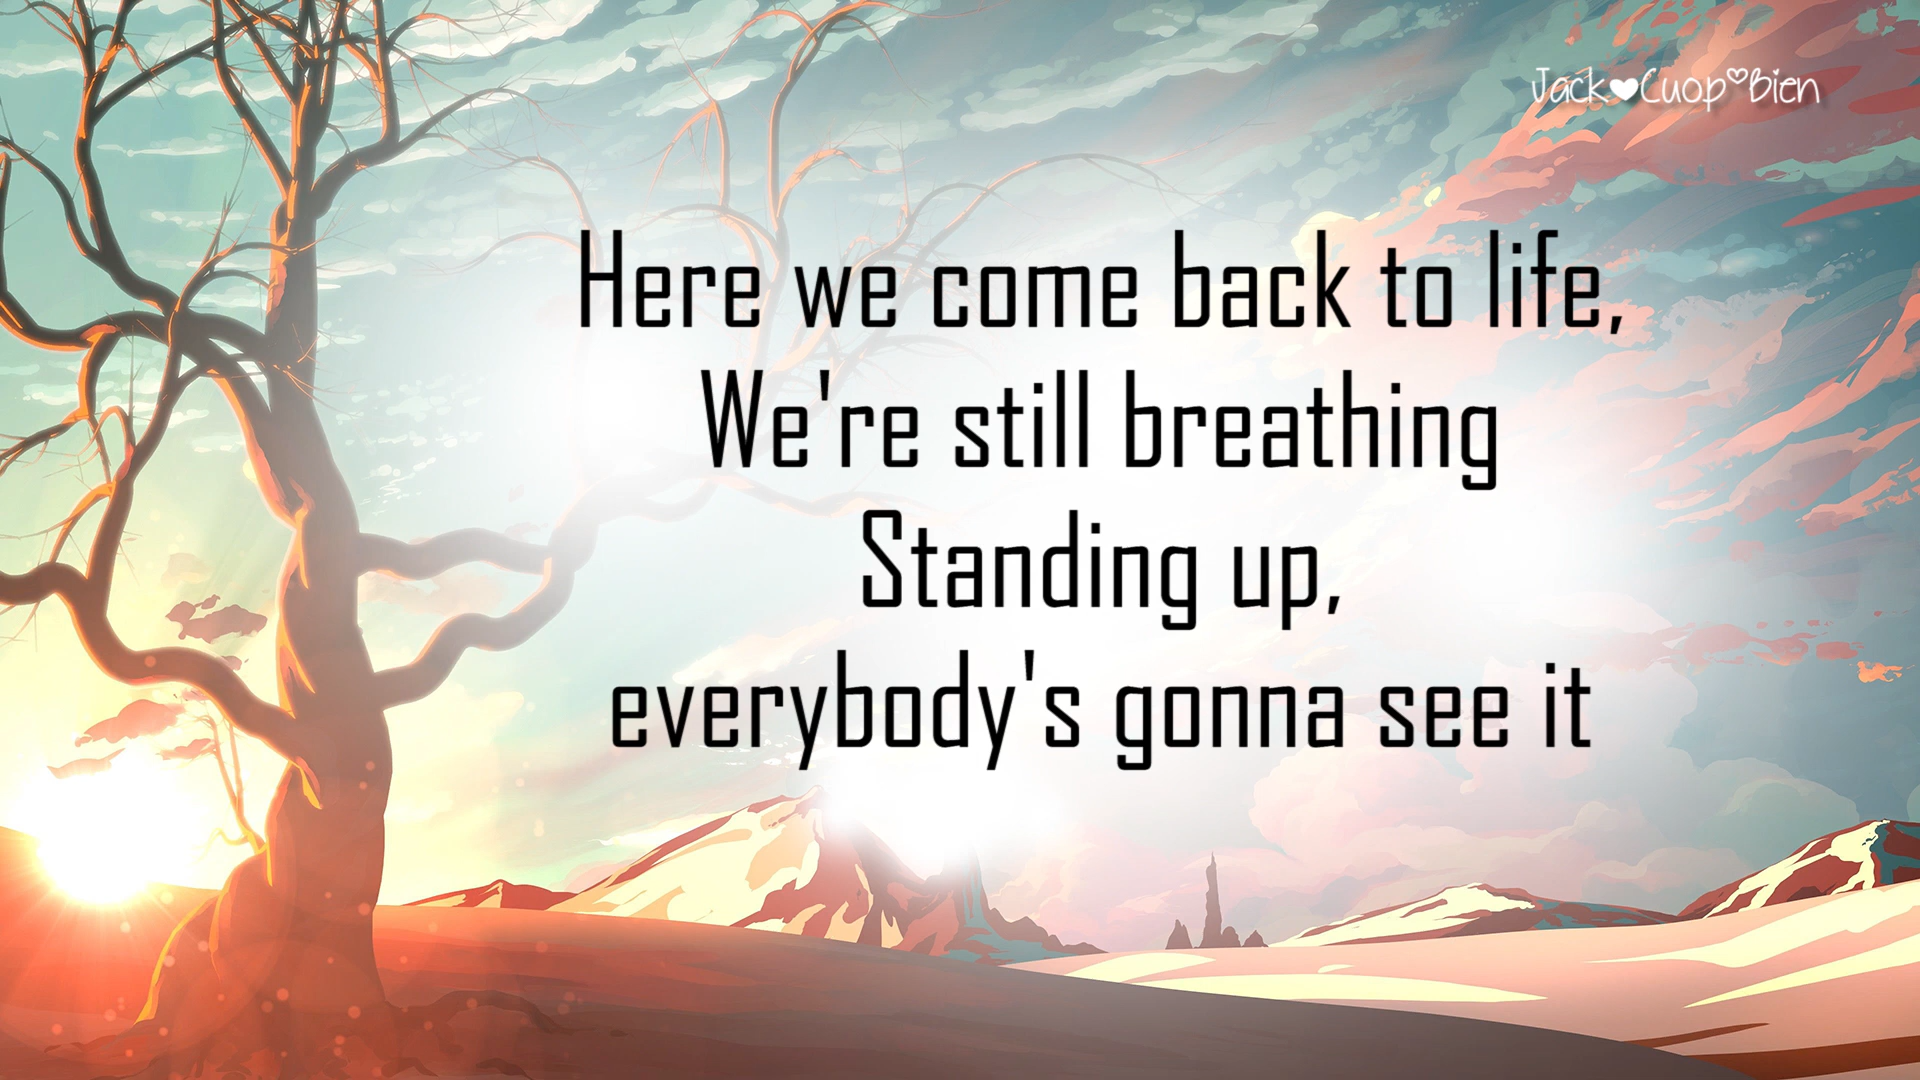 Jack♥Cuop♡Bien
Here we come back to life,
We're still breathing
Standing up,
everybody's gonna see it